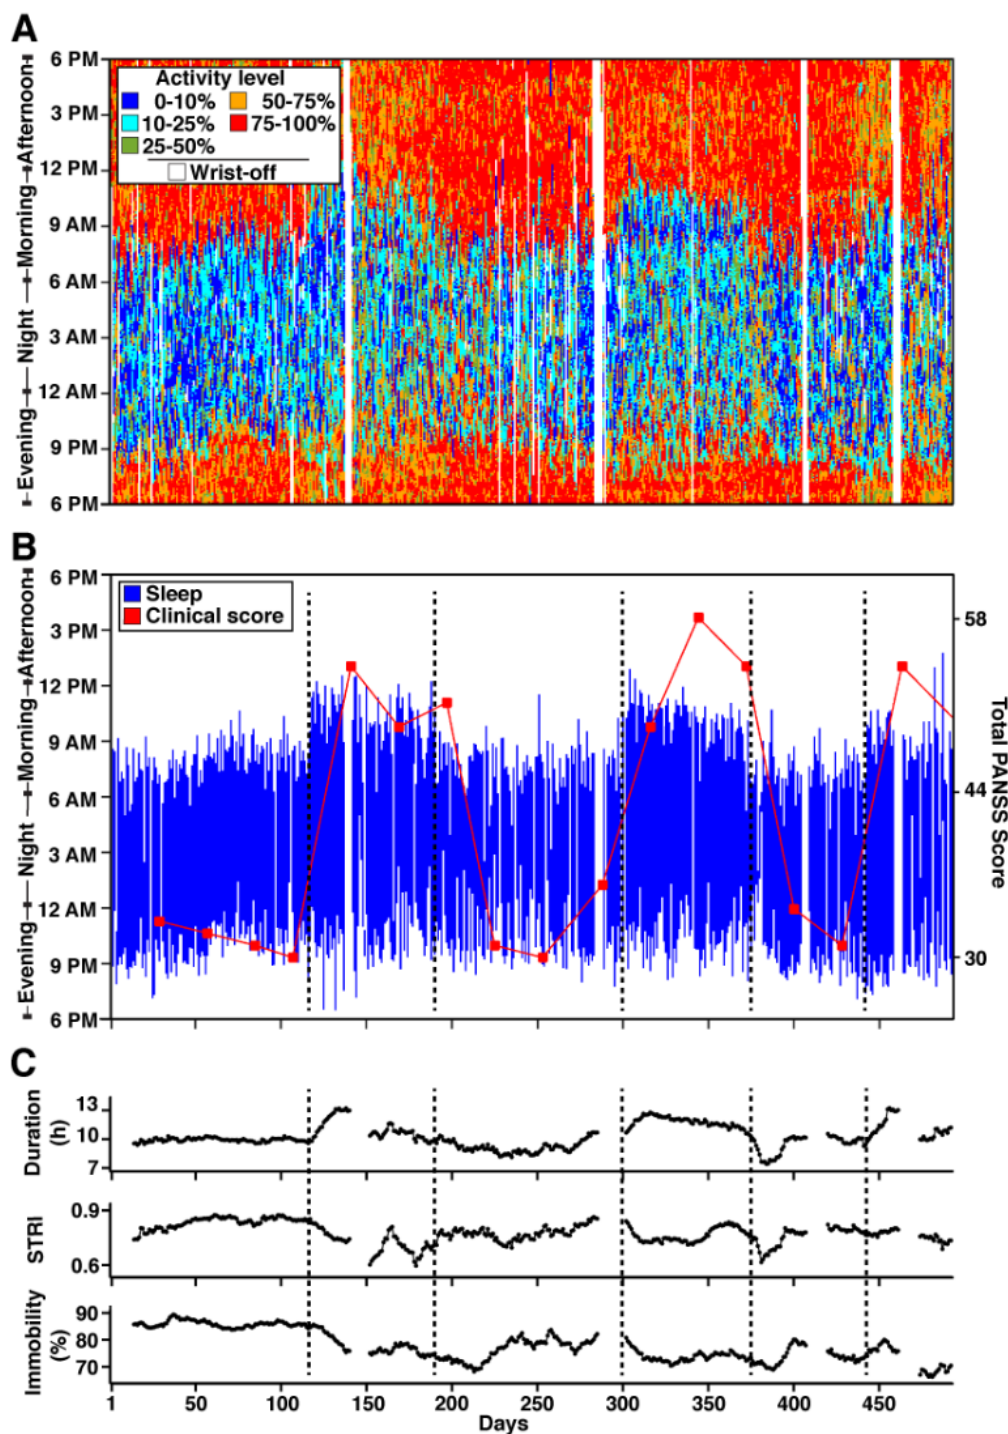 A
6 PM
3 PM
12 PM
9 AM
6 AM
3 AM
12 AM
9 PM
6 PM
Evening Night Morning Afternoon
Activity level
0-10% 50-75%
10-25% 75-100%
25-50%
Wrist-off
B
6 PM
3 PM
12 PM
9 AM
6 AM
3 AM
12 AM
9 PM
6 PM
Evening Night Morning Afternoon
Sleep
Clinical score
58
44
30
Total PANSS Score
C
Duration
(h)
13
10
7
STRI
0.9
0.6
Immobility
(%)
90
80
70
1 50 100 150 200 250 300 350 400 450
Days